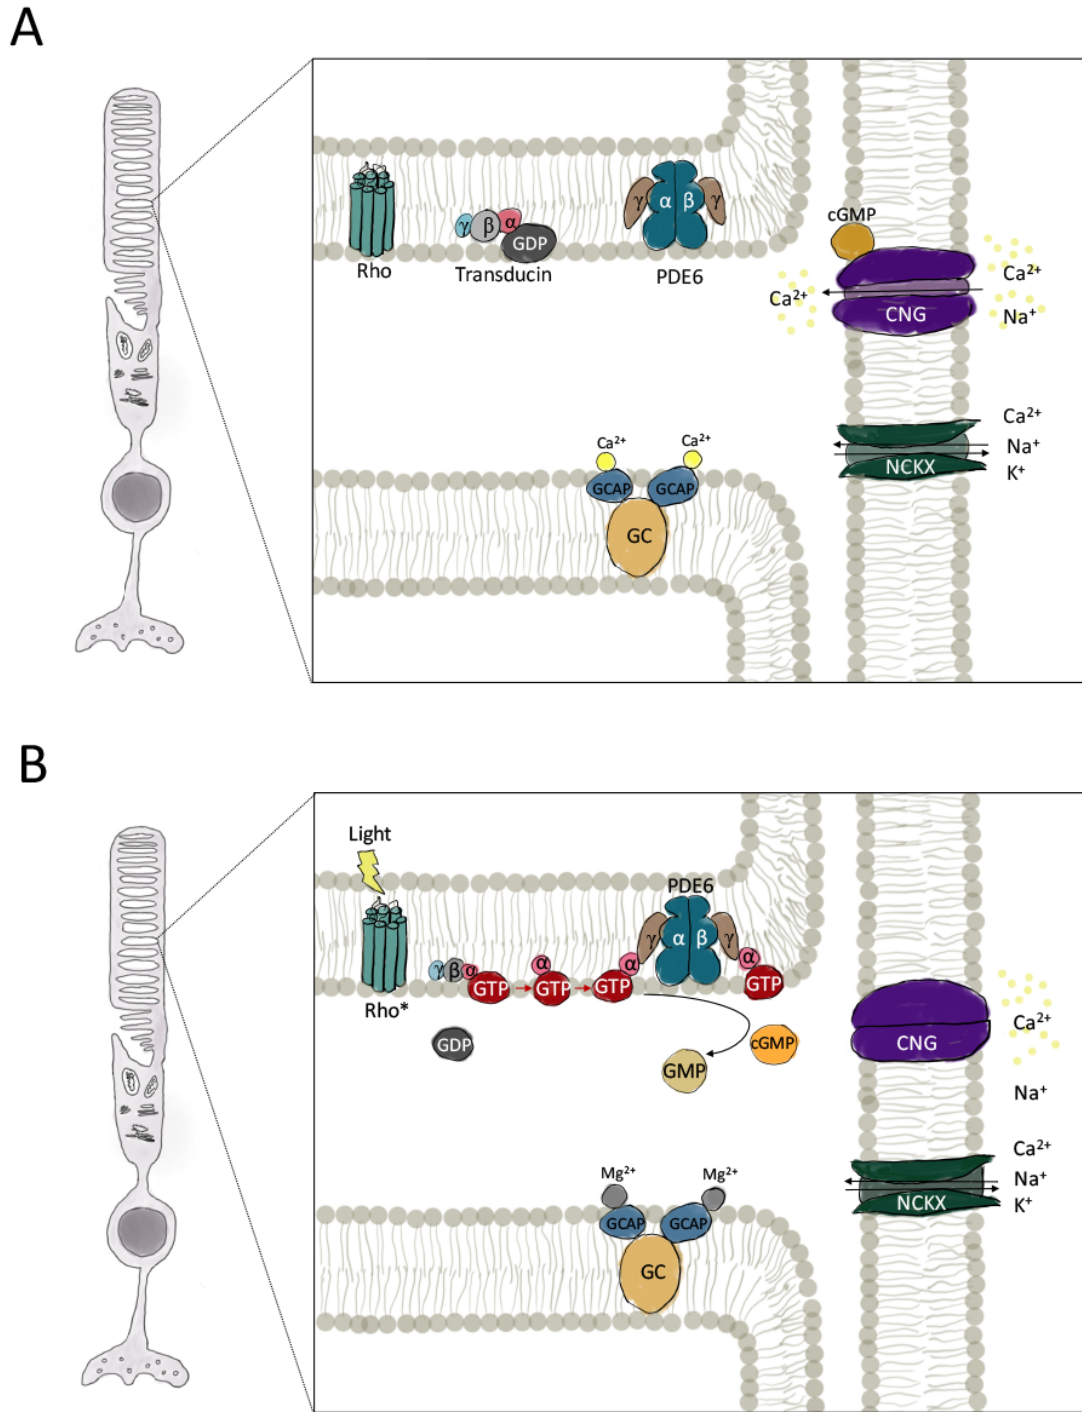 A
Rho
γ
β
α
GDP
Transducin
γ
α
β
γ
PDE6
cGMP
Ca²⁺
Ca²⁺
Na⁺
CNG
Ca²⁺
Ca²⁺
GCAP
GCAP
GC
Ca²⁺
Na⁺
K⁺
NCKX
B
Light
Rho*
γ
β
α
GTP
α
GTP
α
GTP
PDE6
γ
α
β
γ
α
GTP
GDP
GMP
cGMP
CNG
Ca²⁺
Na⁺
Mg²⁺
Mg²⁺
GCAP
GCAP
GC
Ca²⁺
Na⁺
K⁺
NCKX